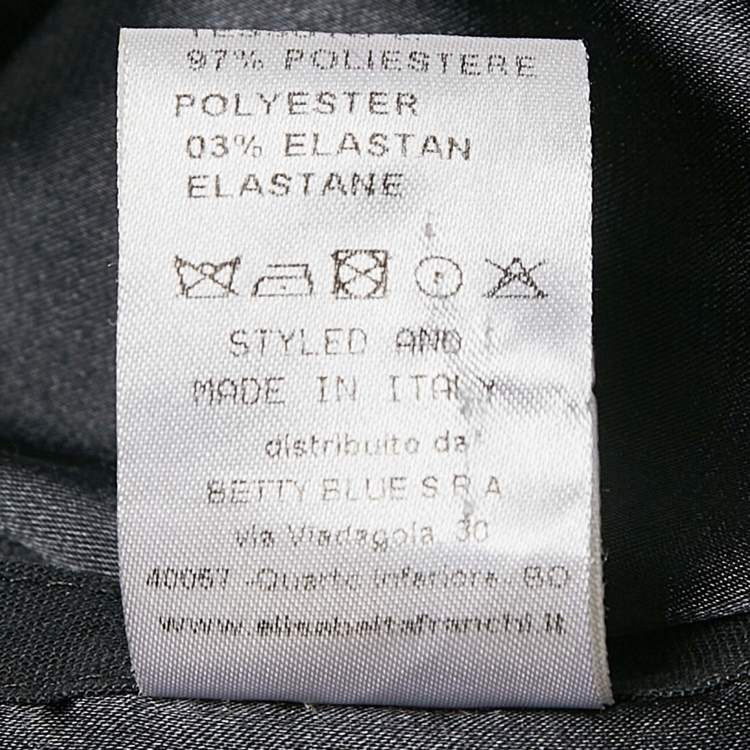 97% POLIESTERE
POLYESTER
03% ELASTAN
ELASTANE
STYLED AND
MADE IN ITALY
distribuito da
BETTY BLUE S P A
via Viadagola 30
Quarto Inferiore BO